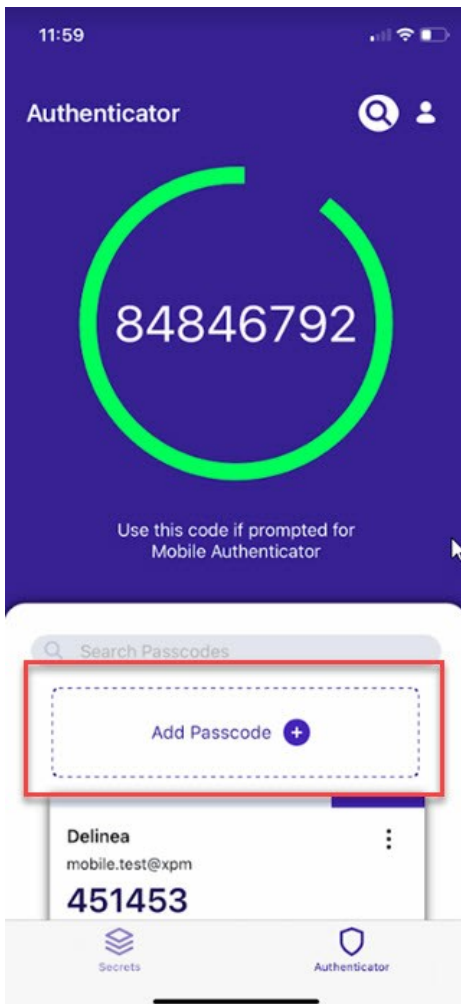 11:59
Authenticator
84846792
Use this code if prompted for
Mobile Authenticator
Search Passcodes
Add Passcode
Delinea
mobile.test@xpm
451453
Secrets
Authenticator